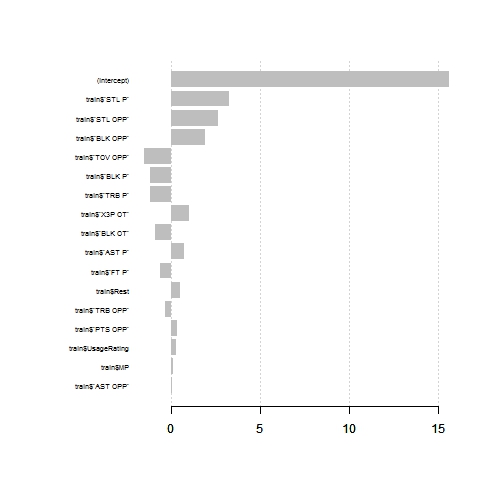 (Intercept)
train$`STL P`
train$`STL OPP`
train$`BLK OPP`
train$`TOV OPP`
train$`BLK P`
train$`TRB P`
train$`X3P OT`
train$`BLK OT`
train$`AST P`
train$`FT P`
train$Rest
train$`TRB OPP`
train$`PTS OPP`
train$UsageRating
train$MP
train$`AST OPP`
0 5 10 15